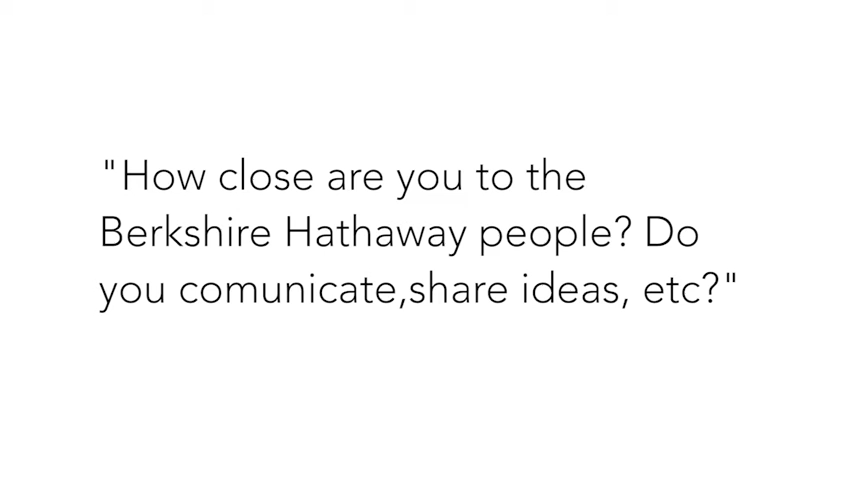 "How close are you to the
Berkshire Hathaway people? Do
you comunicate,share ideas, etc?"